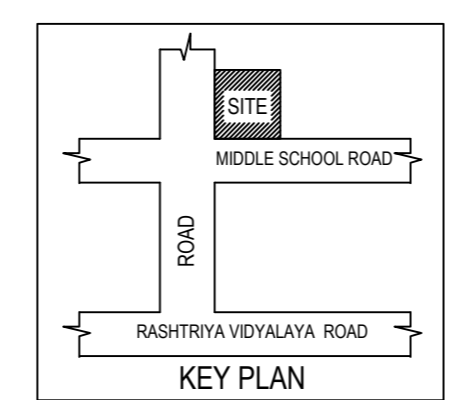 SITE
MIDDLE SCHOOL ROAD
ROAD
RASHTRIYA VIDYALAYA ROAD
KEY PLAN